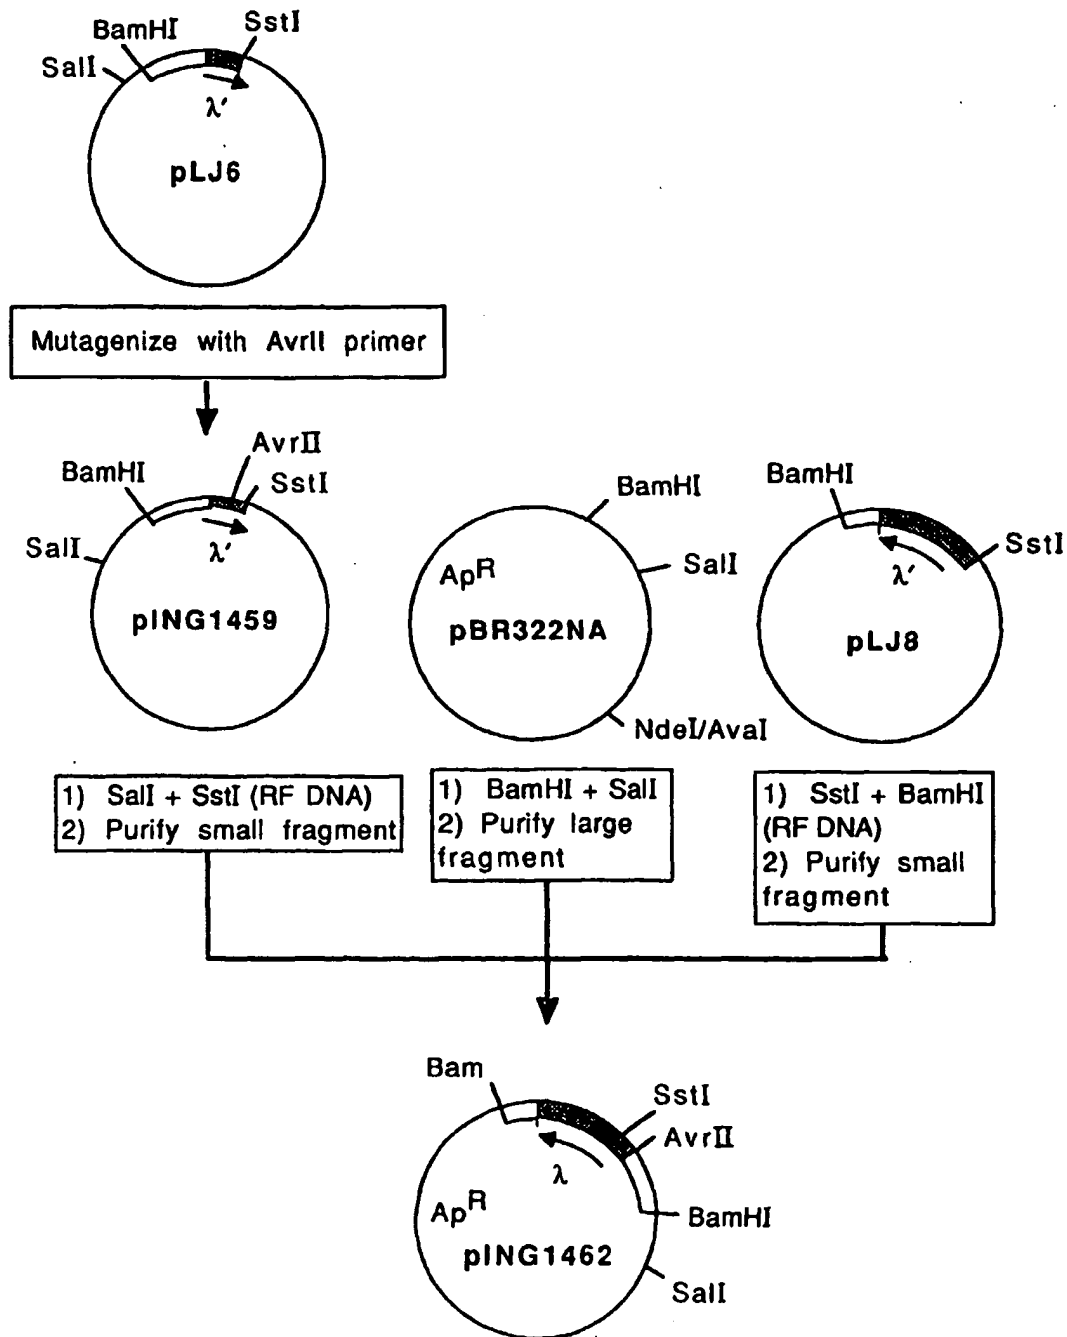 BamHI
SstI
SalI
λ'
pLJ6
Mutagenize with AvrII primer
AvrII
BamHI
SstI
SalI
λ'
pING1459
BamHI
SalI
ApR
pBR322NA
NdeI/AvaI
BamHI
SstI
λ'
pLJ8
1) SalI + SstI (RF DNA)
2) Purify small fragment
1) BamHI + SalI
2) Purify large
fragment
1) SstI + BamHI
(RF DNA)
2) Purify small
fragment
Bam
SstI
AvrII
λ
ApR
BamHI
pING1462
SalI